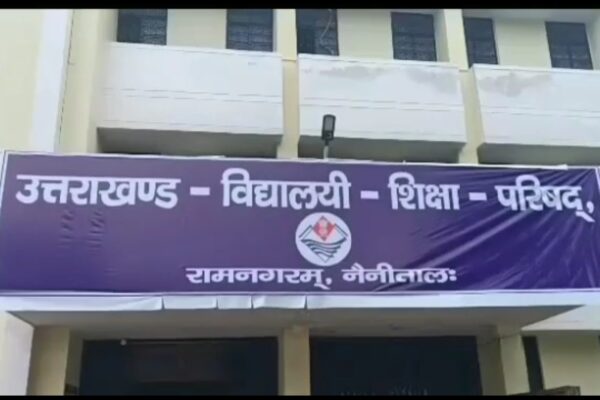 उत्तराखण्ड - विद्यालयी - शिक्षा - परिषद्,
रामनगरम्, नैनीतालः